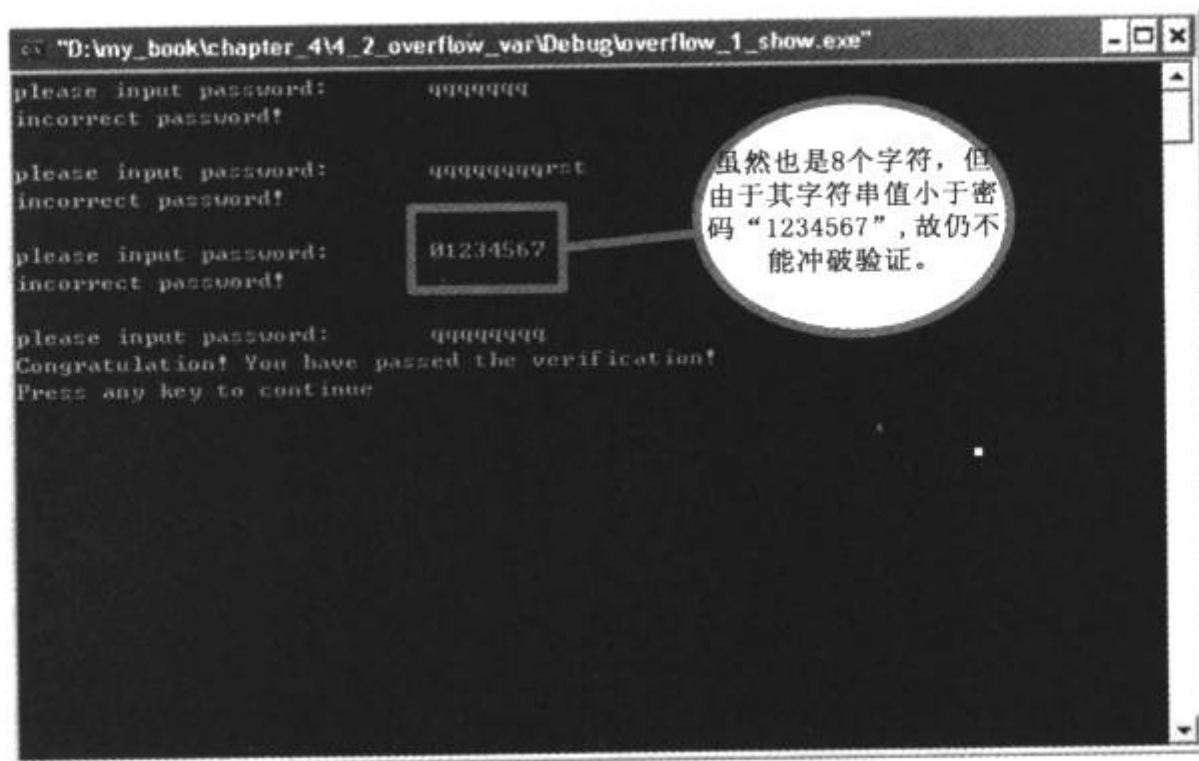 "D:\my_book\chapter_4\4_2_overflow_var\Debug\overflow_1_show.exe"
please input password: qqqqqqq
incorrect password!
please input password: qqqqqqqqrst
incorrect password!
please input password: 01234567
incorrect password!
please input password: qqqqqqqq
Congratulation! You have passed the verification!
Press any key to continue
虽然也是8个字符，但
由于其字符串值小于密
码“1234567”,故仍不
能冲破验证。